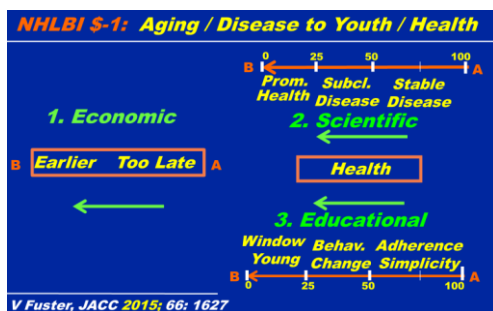 NHLBI $-1: Aging / Disease to Youth / Health
0 25 50 100
B A
Prom. Subcl. Stable
Health Disease Disease
1. Economic
2. Scientific
B Earlier Too Late A
Health
3. Educational
Window Behav. Adherence
Young Change Simplicity
B A
0 25 50 100
V Fuster, JACC 2015; 66: 1627